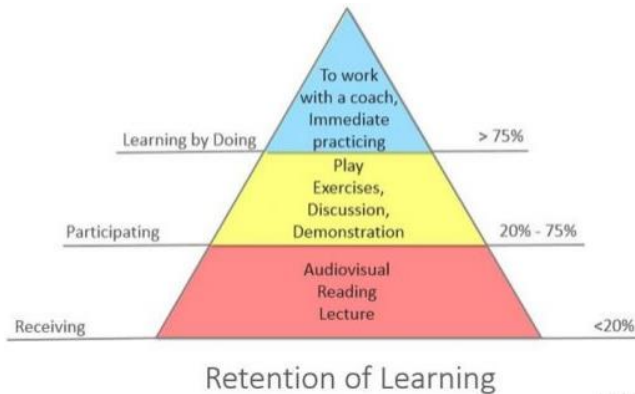 To work
with a coach,
Immediate
practicing
Learning by Doing
> 75%
Play
Exercises,
Discussion,
Demonstration
Participating
20% - 75%
Audiovisual
Reading
Lecture
Receiving
<20%
Retention of Learning